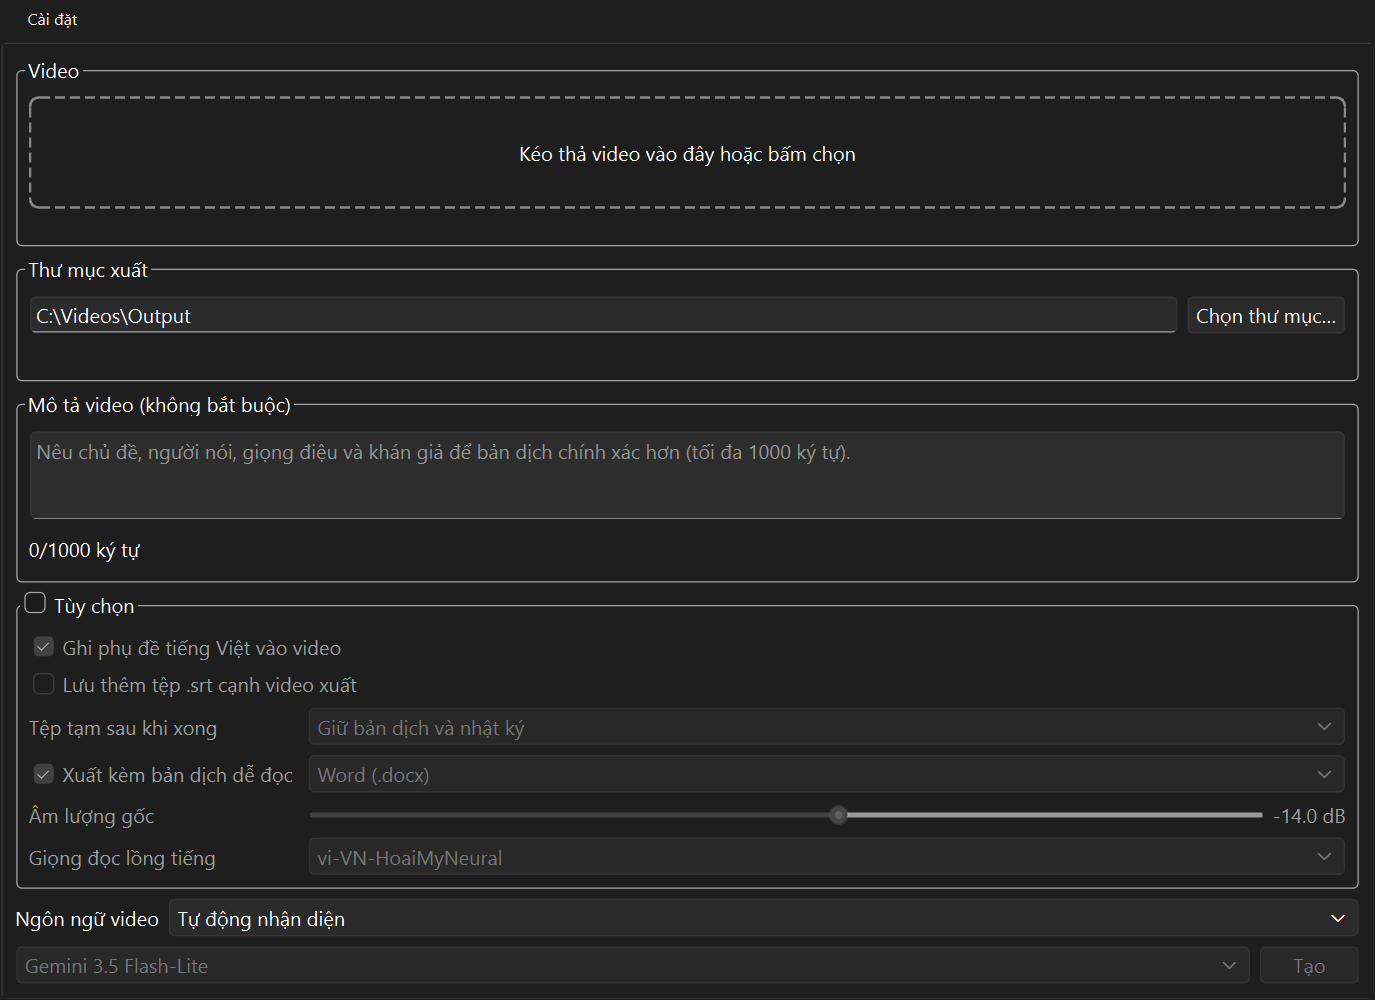 Cài đặt
Video
Kéo thả video vào đây hoặc bấm chọn
Thư mục xuất
C:\Videos\Output
Chọn thư mục...
Mô tả video (không bắt buộc)
Nêu chủ đề, người nói, giọng điệu và khán giả để bản dịch chính xác hơn (tối đa 1000 ký tự).
0/1000 ký tự
Tùy chọn
Ghi phụ đề tiếng Việt vào video
Lưu thêm tệp .srt cạnh video xuất
Tệp tạm sau khi xong
Giữ bản dịch và nhật ký
Xuất kèm bản dịch dễ đọc
Word (.docx)
Âm lượng gốc
-14.0 dB
Giọng đọc lồng tiếng
vi-VN-HoaiMyNeural
Ngôn ngữ video
Tự động nhận diện
Gemini 3.5 Flash-Lite
Tạo